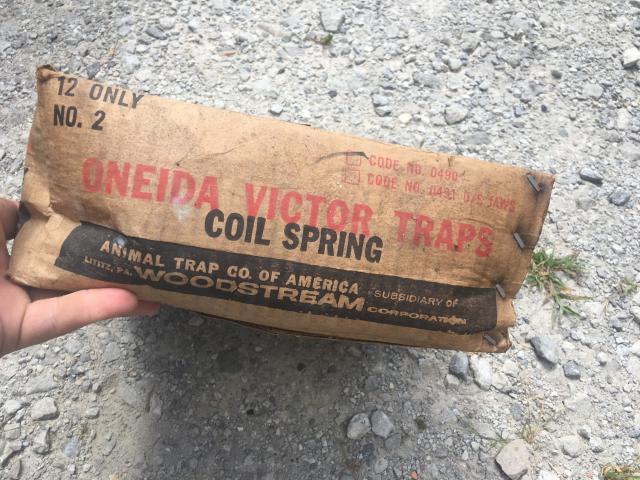 12 ONLY
NO. 2
CODE NO. 0490
CODE NO. 0491 O/S JAWS
ONEIDA VICTOR TRAPS
COIL SPRING
ANIMAL TRAP CO. OF AMERICA
LITITZ, PA. SUBSIDIARY OF
WOODSTREAM CORPORATION